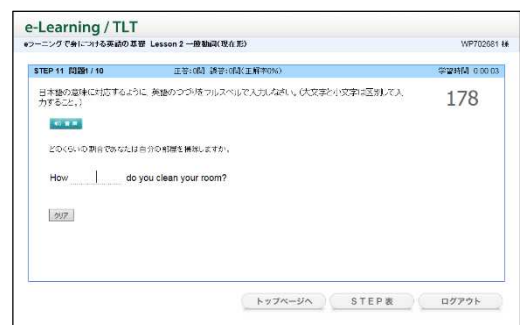 e-Learning / TLT
eラーニングで身につける英語の基礎 Lesson 2 一般動詞(現在形)
WP702681 様
STEP 11 問題1 / 10 正答:0問 誤答:0問(正解率0%) 学習時間 0:00:03
日本語の意味に対応するように、英語のつづりをフルスペルで入力しなさい。(大文字と小文字は区別して入
力すること。)
178
音声
どのくらいの割合であなたは自分の部屋を掃除しますか。
How do you clean your room?
クリア
トップページへ STEP表 ログアウト